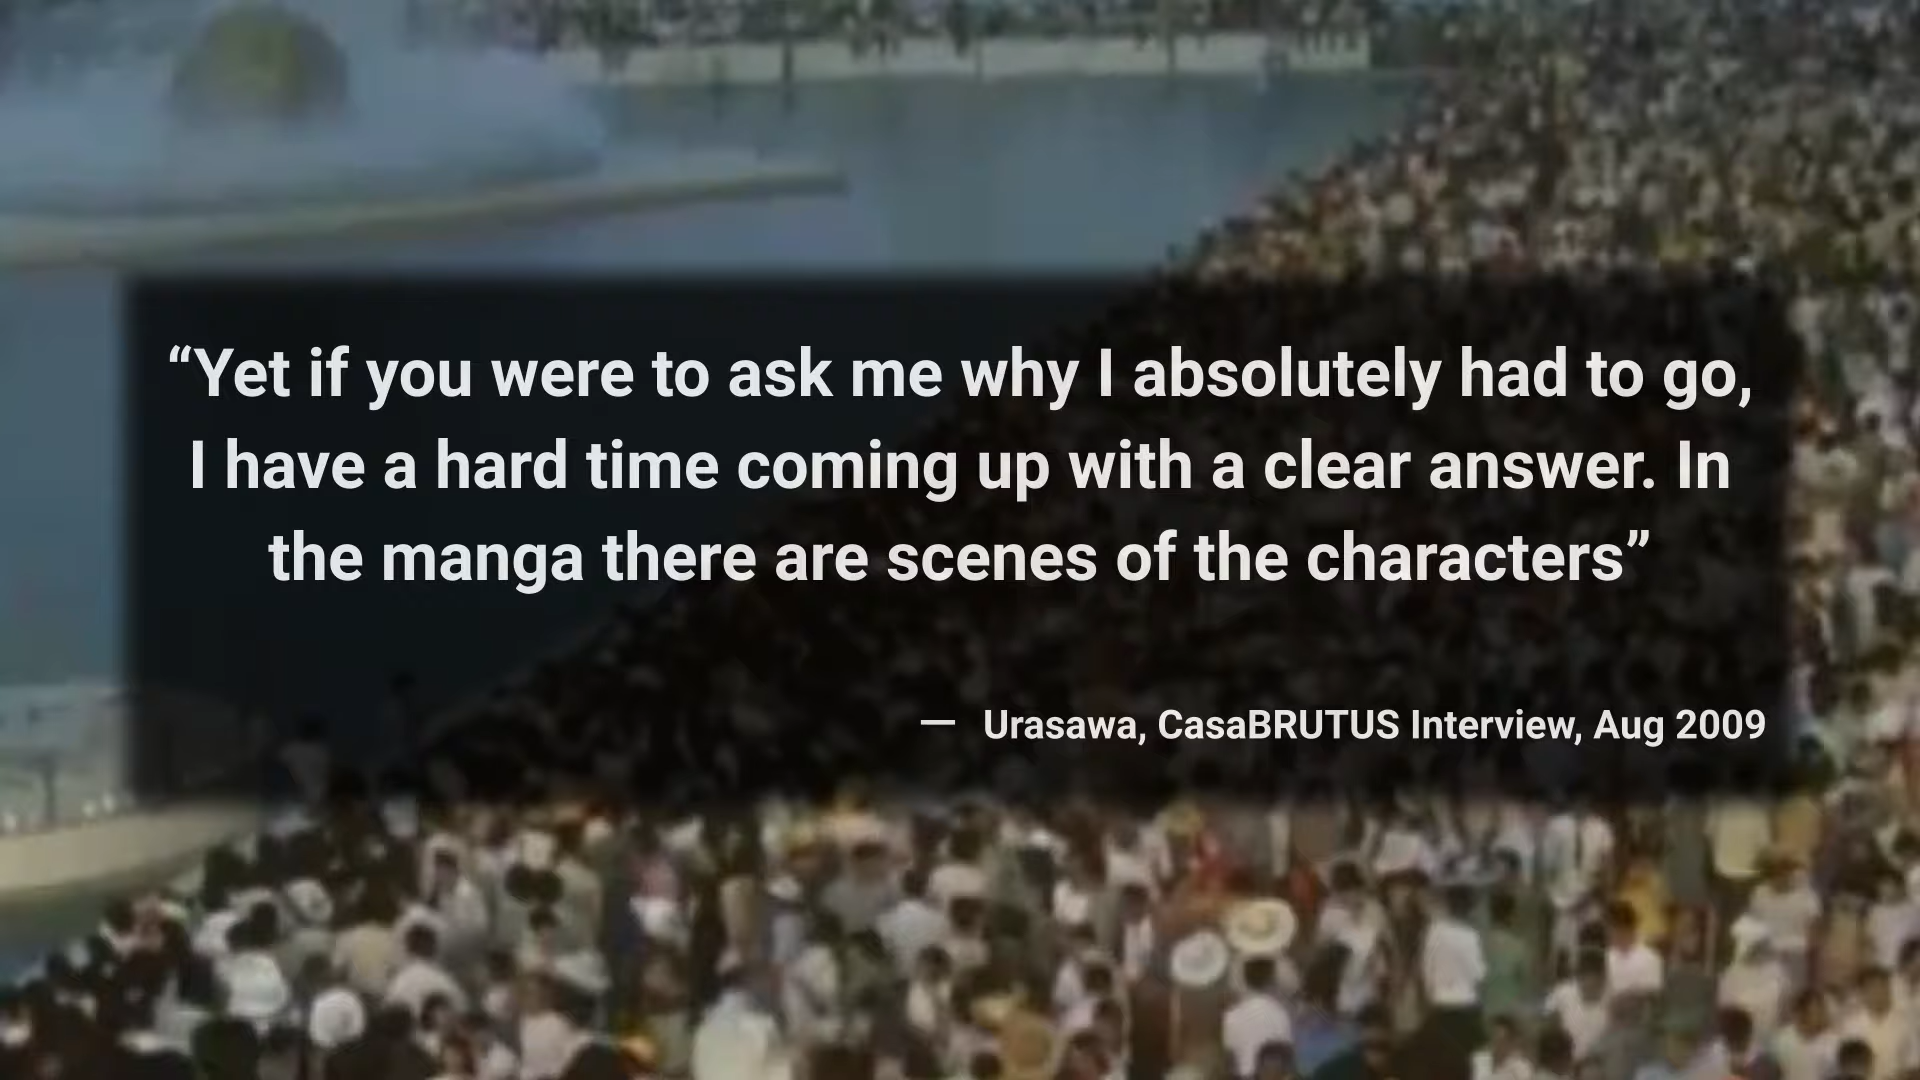 “Yet if you were to ask me why I absolutely had to go,
I have a hard time coming up with a clear answer. In
the manga there are scenes of the characters”
— Urasawa, CasaBRUTUS Interview, Aug 2009